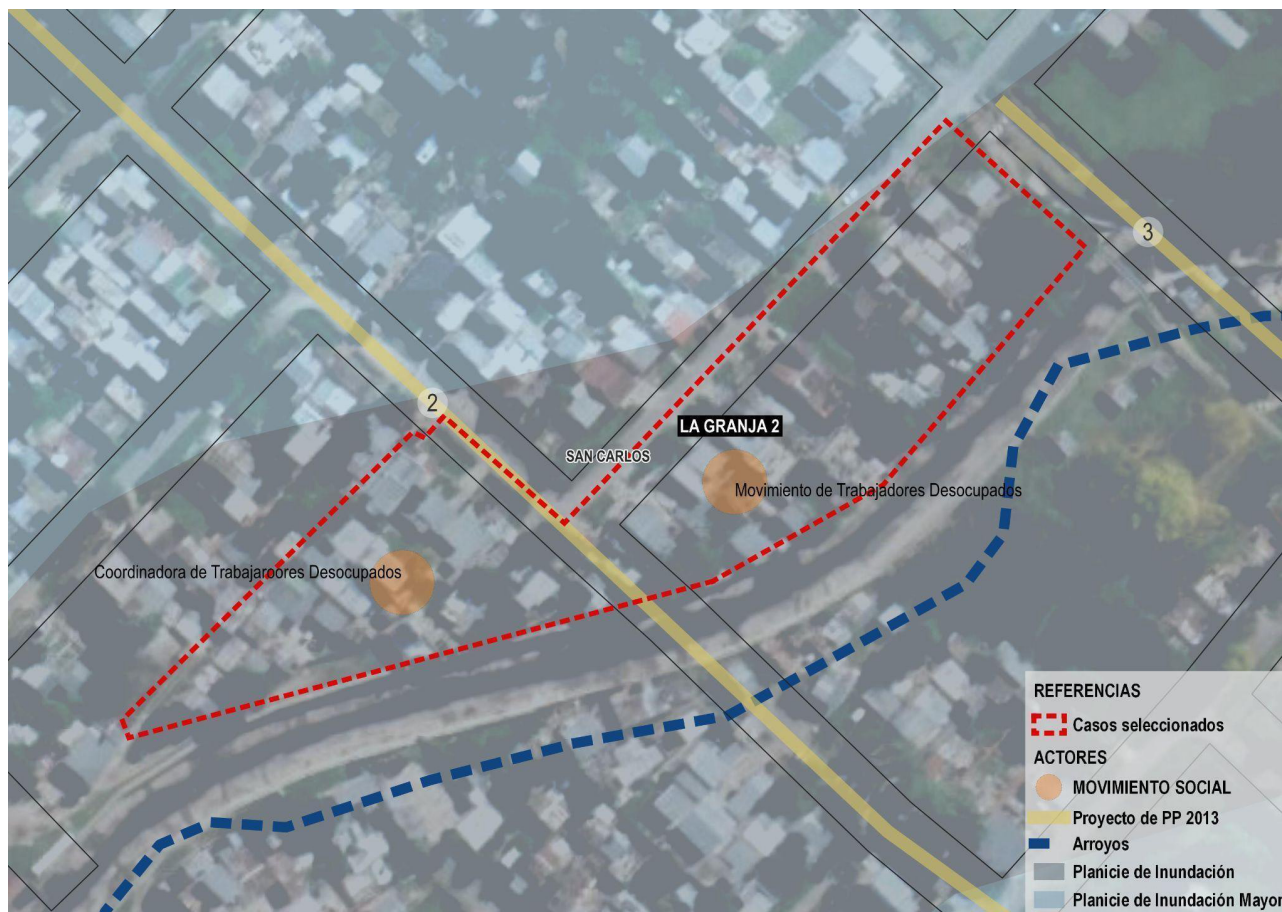 3
2
LA GRANJA 2
SAN CARLOS
Movimiento de Trabajadores Desocupados
Coordinadora de Trabajaroores Desocupados
REFERENCIAS
Casos seleccionados
ACTORES
MOVIMIENTO SOCIAL
Proyecto de PP 2013
Arroyos
Planicie de Inundación
Planicie de Inundación Mayor